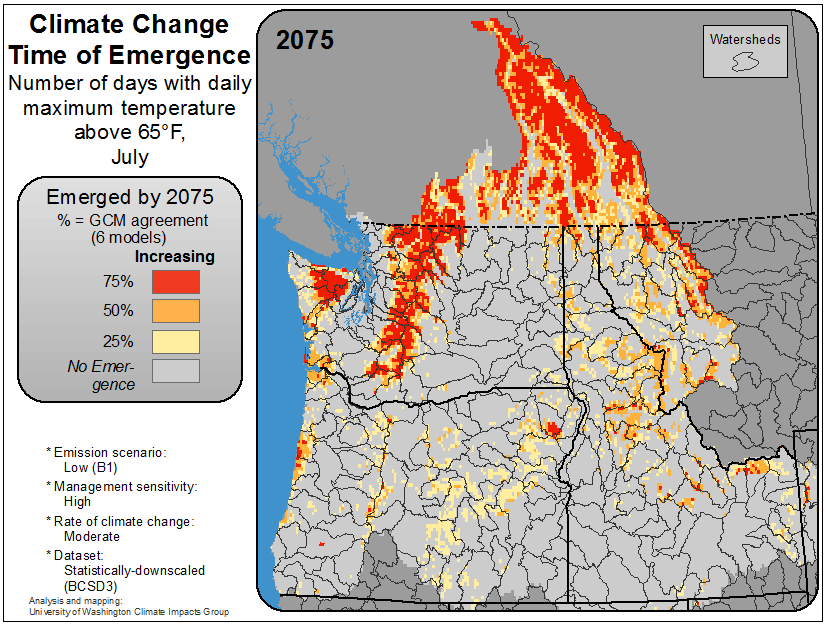 Climate Change
Time of Emergence
Number of days with daily
maximum temperature
above 65°F,
July
Emerged by 2075
% = GCM agreement
(6 models)
Increasing
75%
50%
25%
No Emer-
gence
* Emission scenario:
Low (B1)
* Management sensitivity:
High
* Rate of climate change:
Moderate
* Dataset:
Statistically-downscaled
(BCSD3)
Analysis and mapping:
University of Washington Climate Impacts Group
2075
Watersheds